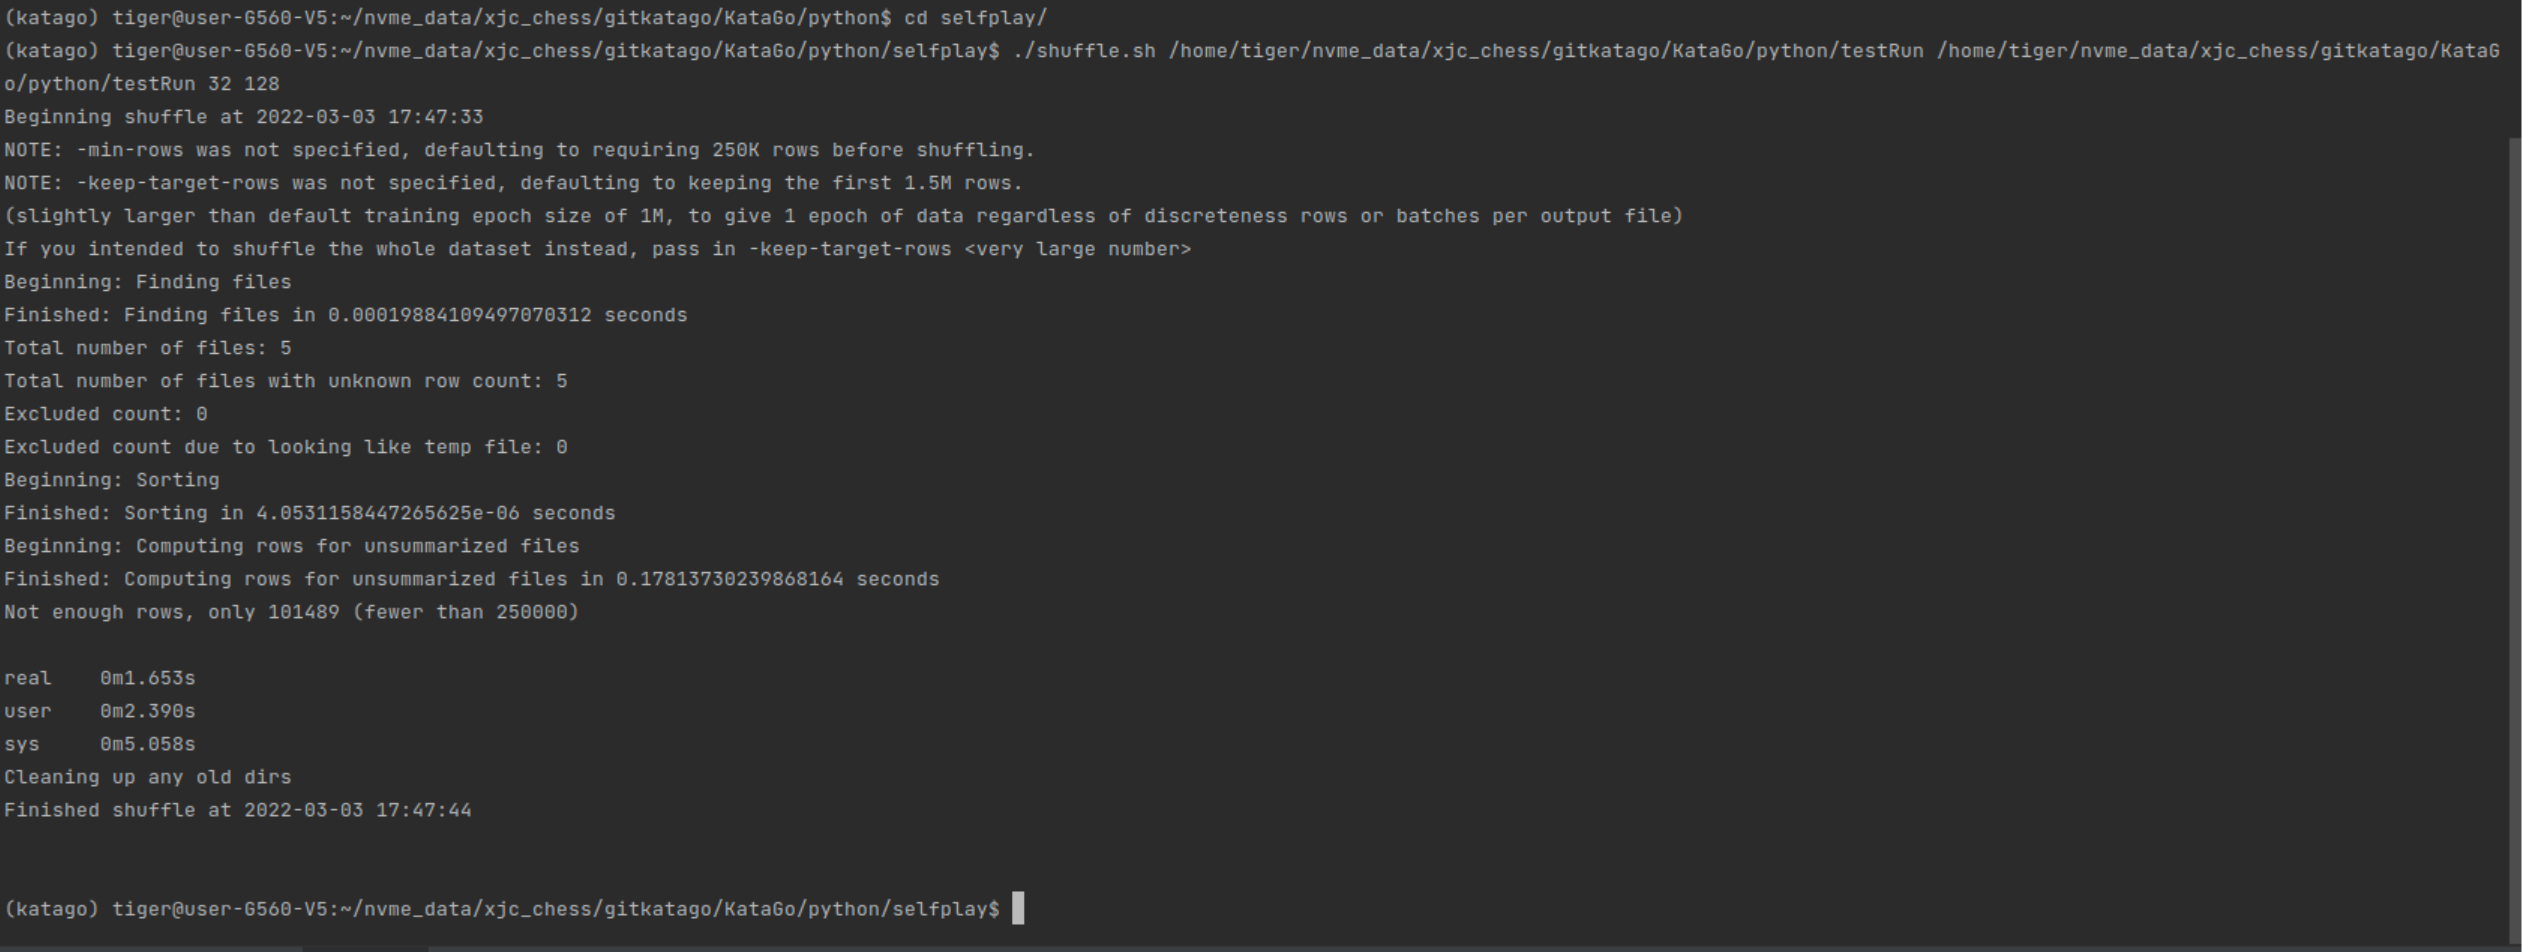 (katago) tiger@user-G560-V5:~/nvme_data/xjc_chess/gitkatago/KataGo/python$ cd selfplay/
(katago) tiger@user-G560-V5:~/nvme_data/xjc_chess/gitkatago/KataGo/python/selfplay$ ./shuffle.sh /home/tiger/nvme_data/xjc_chess/gitkatago/KataGo/python/testRun /home/tiger/nvme_data/xjc_chess/gitkatago/KataG
o/python/testRun 32 128
Beginning shuffle at 2022-03-03 17:47:33
NOTE: -min-rows was not specified, defaulting to requiring 250K rows before shuffling.
NOTE: -keep-target-rows was not specified, defaulting to keeping the first 1.5M rows.
(slightly larger than default training epoch size of 1M, to give 1 epoch of data regardless of discreteness rows or batches per output file)
If you intended to shuffle the whole dataset instead, pass in -keep-target-rows <very large number>
Beginning: Finding files
Finished: Finding files in 0.00019884109497070312 seconds
Total number of files: 5
Total number of files with unknown row count: 5
Excluded count: 0
Excluded count due to looking like temp file: 0
Beginning: Sorting
Finished: Sorting in 4.0531158447265625e-06 seconds
Beginning: Computing rows for unsummarized files
Finished: Computing rows for unsummarized files in 0.17813730239868164 seconds
Not enough rows, only 101489 (fewer than 250000)
real    0m1.653s
user    0m2.390s
sys     0m5.058s
Cleaning up any old dirs
Finished shuffle at 2022-03-03 17:47:44
(katago) tiger@user-G560-V5:~/nvme_data/xjc_chess/gitkatago/KataGo/python/selfplay$